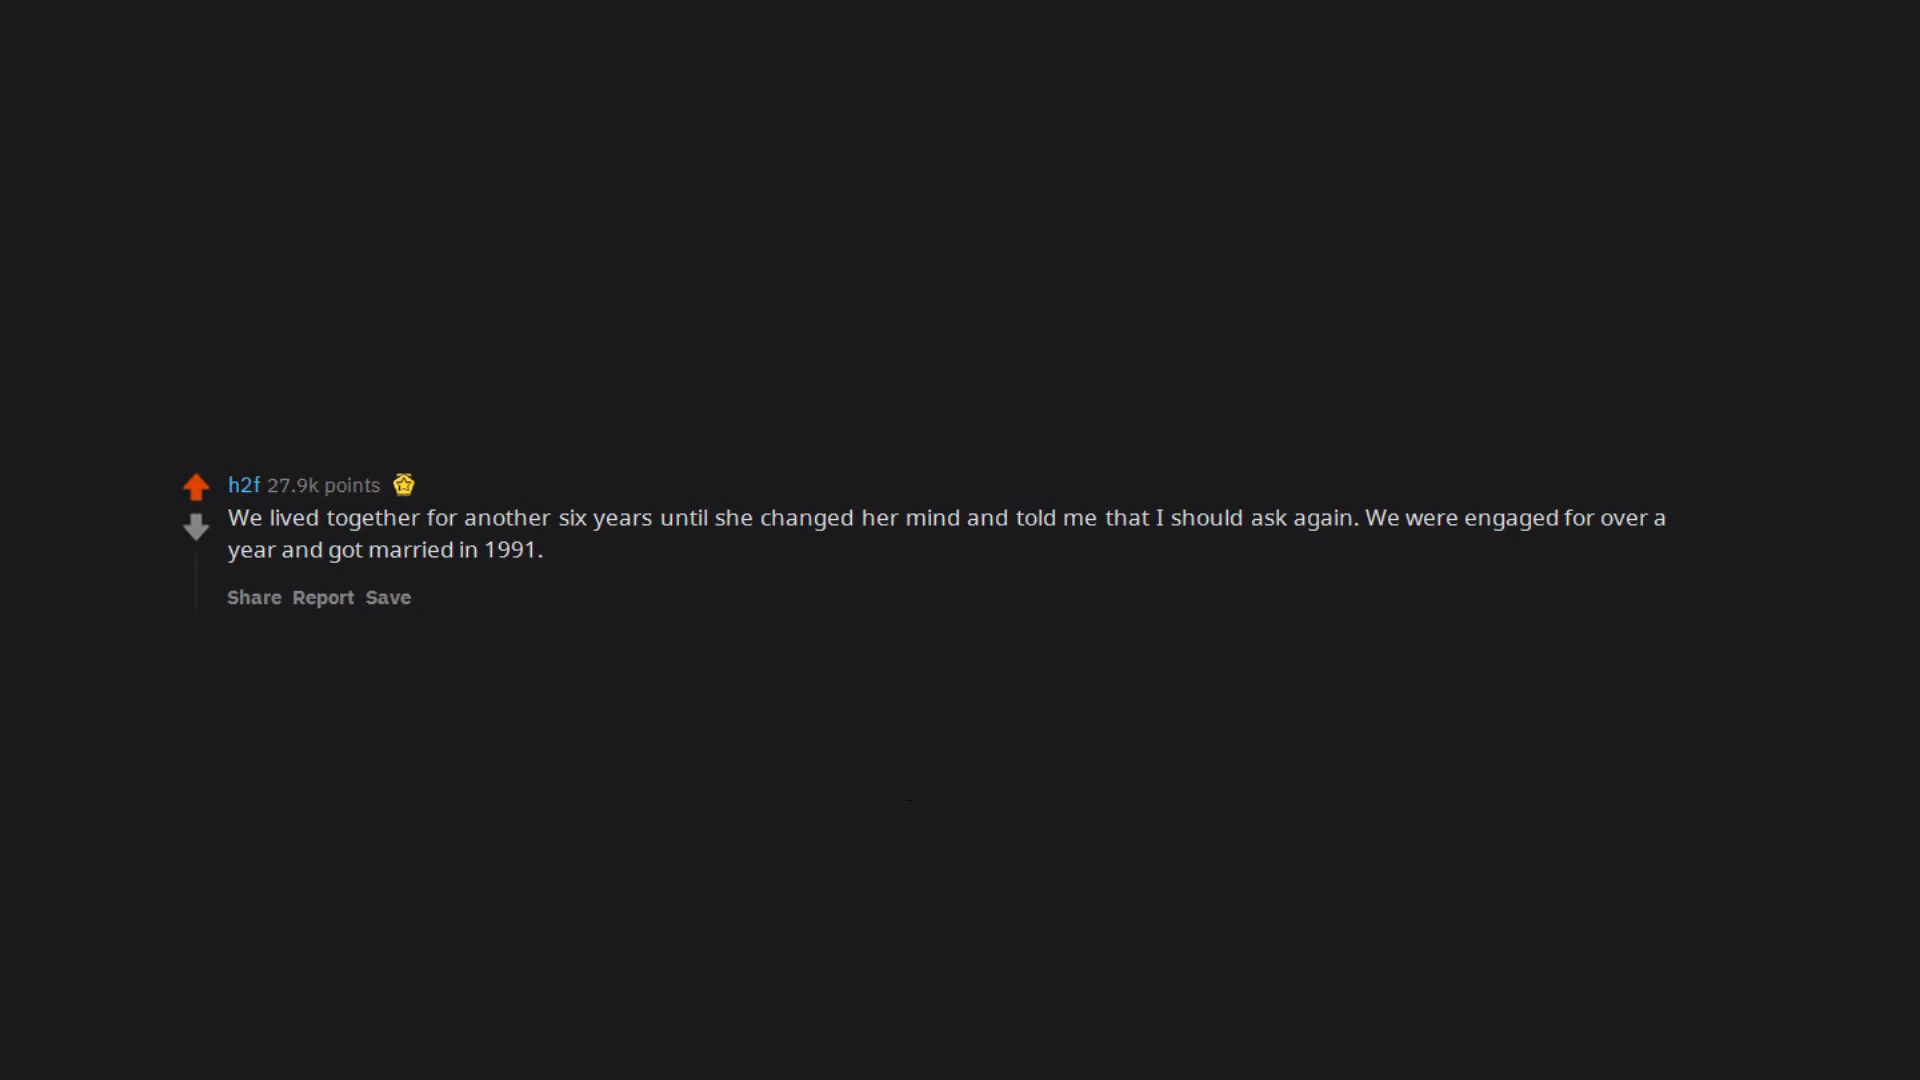 h2f 27.9k points
We lived together for another six years until she changed her mind and told me that I should ask again. We were engaged for over a
year and got married in 1991.
Share Report Save